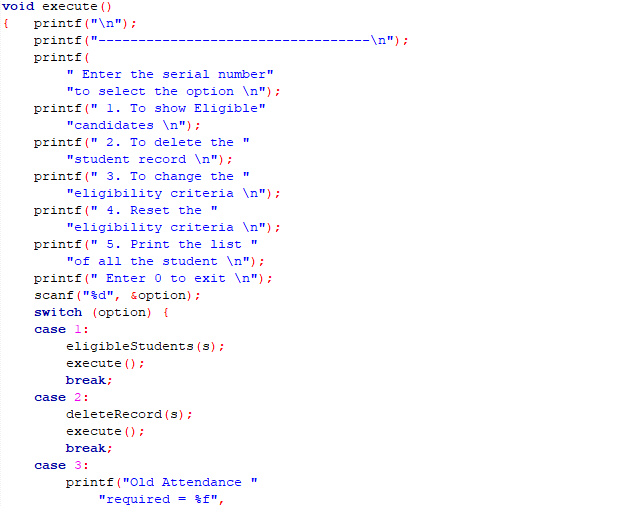 void execute()
{   printf("\n");
    printf("----------------------------------\n");
    printf(
        " Enter the serial number"
        "to select the option \n");
    printf(" 1. To show Eligible"
        "candidates \n");
    printf(" 2. To delete the "
        "student record \n");
    printf(" 3. To change the "
        "eligibility criteria \n");
    printf(" 4. Reset the "
        "eligibility criteria \n");
    printf(" 5. Print the list "
        "of all the student \n");
    printf(" Enter 0 to exit \n");
    scanf("%d", &option);
    switch (option) {
    case 1:
        eligibleStudents(s);
        execute();
        break;
    case 2:
        deleteRecord(s);
        execute();
        break;
    case 3:
        printf("Old Attendance "
            "required = %f",